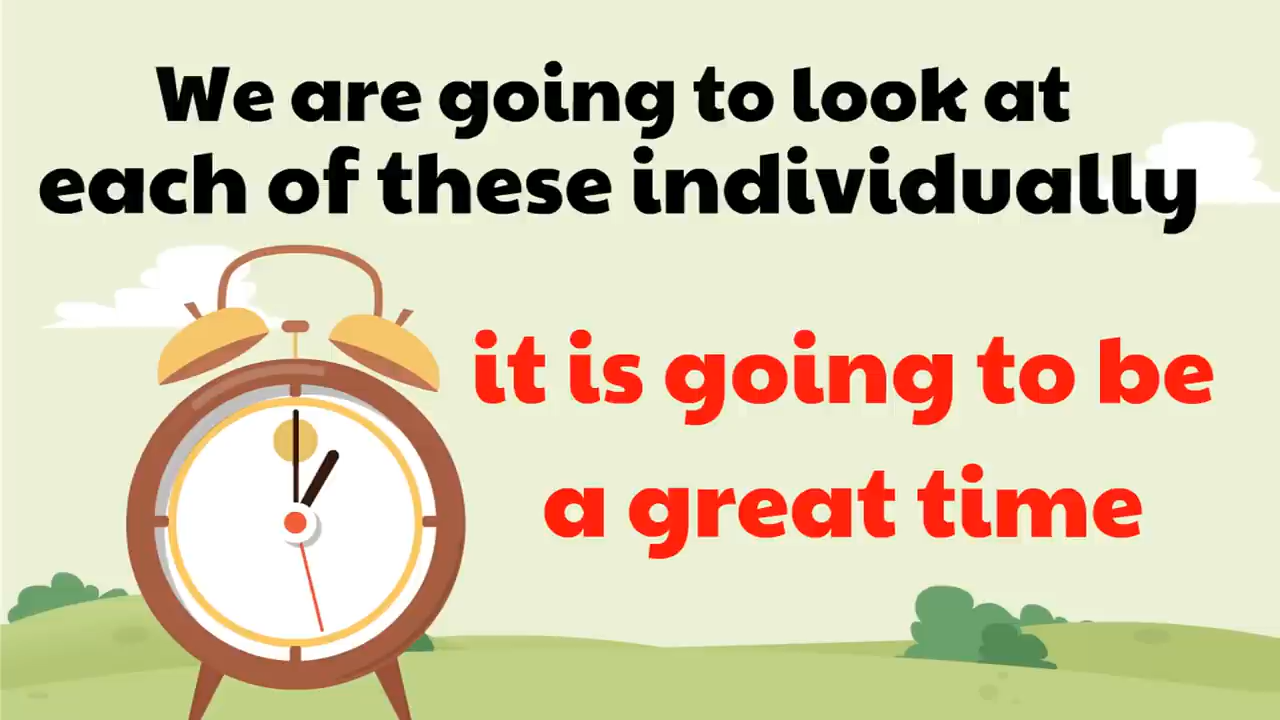 We are going to look at
each of these individually
it is going to be
a great time